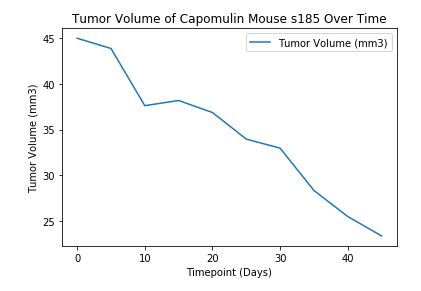 Tumor Volume of Capomulin Mouse s185 Over Time
Tumor Volume (mm3)
Tumor Volume (mm3)
45
40
35
30
25
0 10 20 30 40
Timepoint (Days)